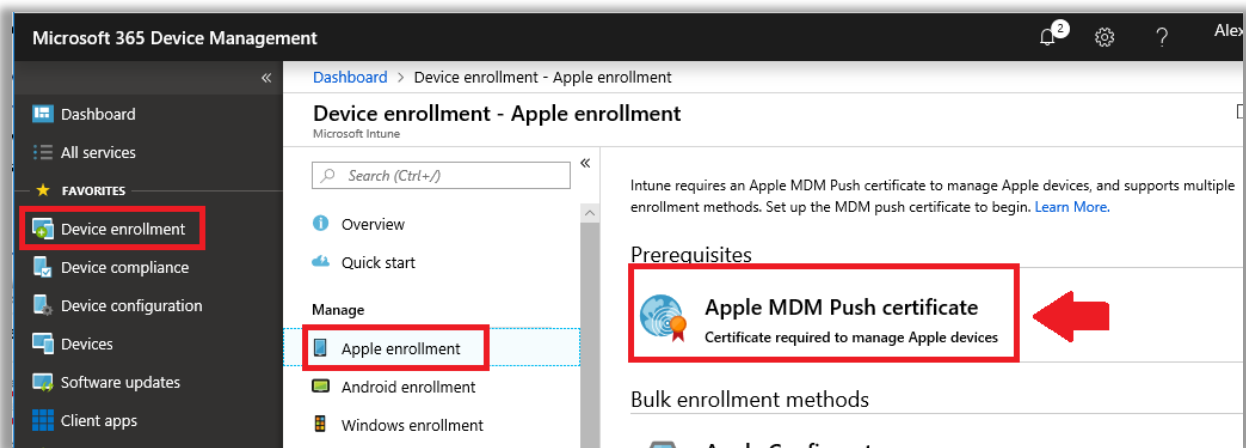 Microsoft 365 Device Management
2
?
Alex
«
Dashboard > Device enrollment - Apple enrollment
Dashboard
All services
FAVORITES
Device enrollment
Device compliance
Device configuration
Devices
Software updates
Client apps
Device enrollment - Apple enrollment
Microsoft Intune
Search (Ctrl+/)
«
Overview
Quick start
Manage
Apple enrollment
Android enrollment
Windows enrollment
Intune requires an Apple MDM Push certificate to manage Apple devices, and supports multiple
enrollment methods. Set up the MDM push certificate to begin. Learn More.
Prerequisites
Apple MDM Push certificate
Certificate required to manage Apple devices
Bulk enrollment methods